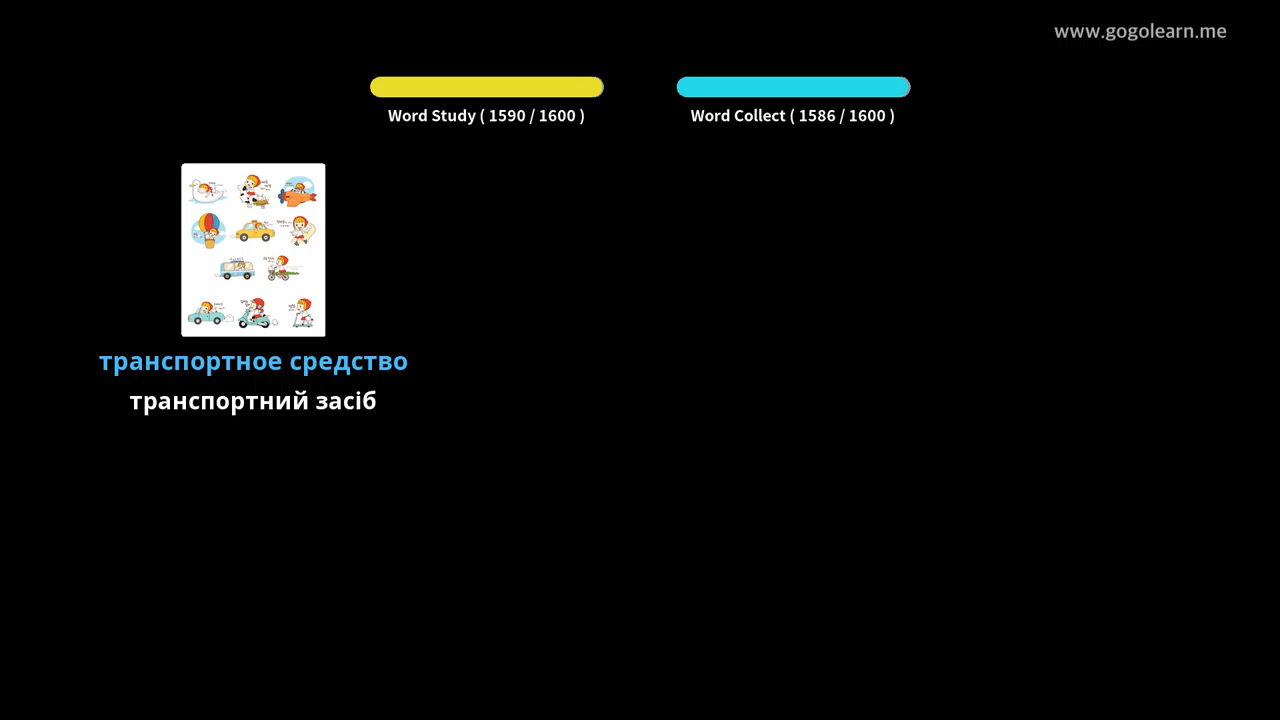 www.gogolearn.me
Word Study ( 1590 / 1600 )
Word Collect ( 1586 / 1600 )
транспортное средство
транспортний засіб